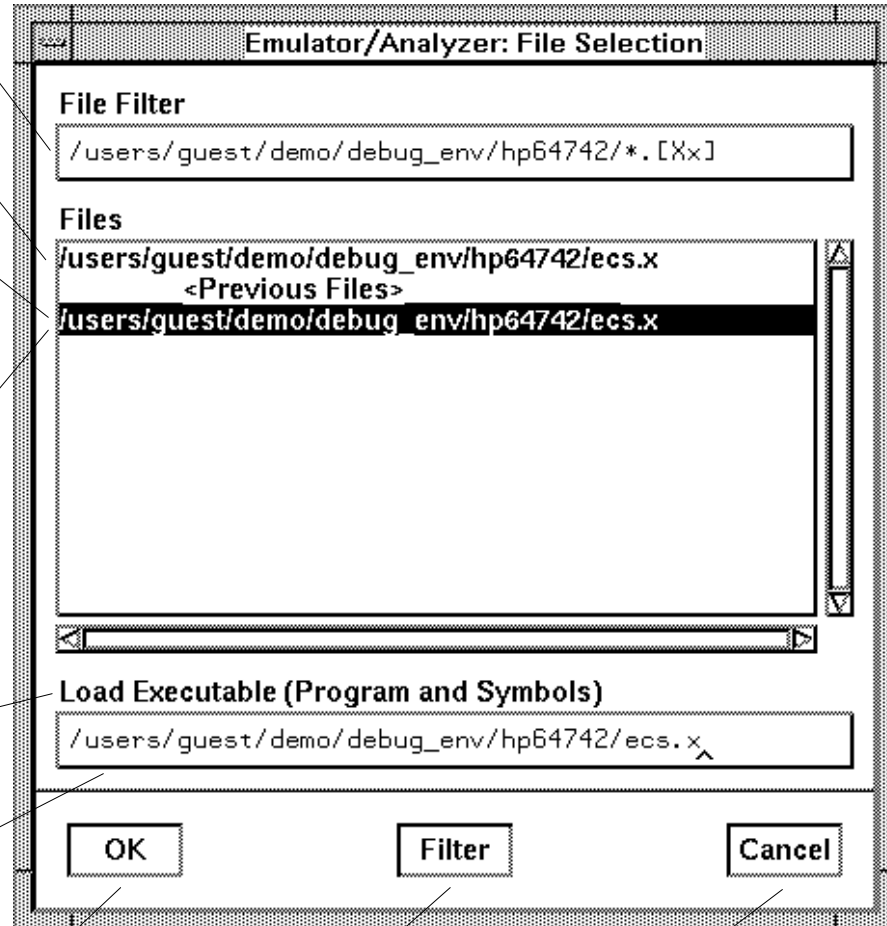 Emulator/Analyzer: File Selection
File Filter
/users/guest/demo/debug_env/hp64742/*.[Xx]
Files
/users/guest/demo/debug_env/hp64742/ecs.x
<Previous Files>
/users/guest/demo/debug_env/hp64742/ecs.x
Load Executable (Program and Symbols)
/users/guest/demo/debug_env/hp64742/ecs.x
OK
Filter
Cancel